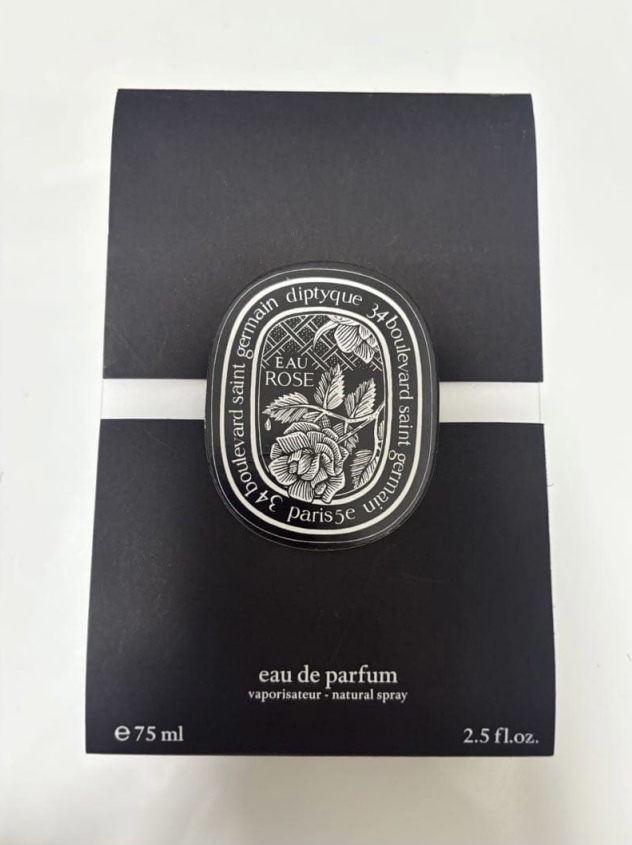 diptyque 34 boulevard saint germain paris 5e 34 boulevard saint germain
EAU
ROSE
eau de parfum
vaporisateur - natural spray
e 75 ml
2.5 fl.oz.